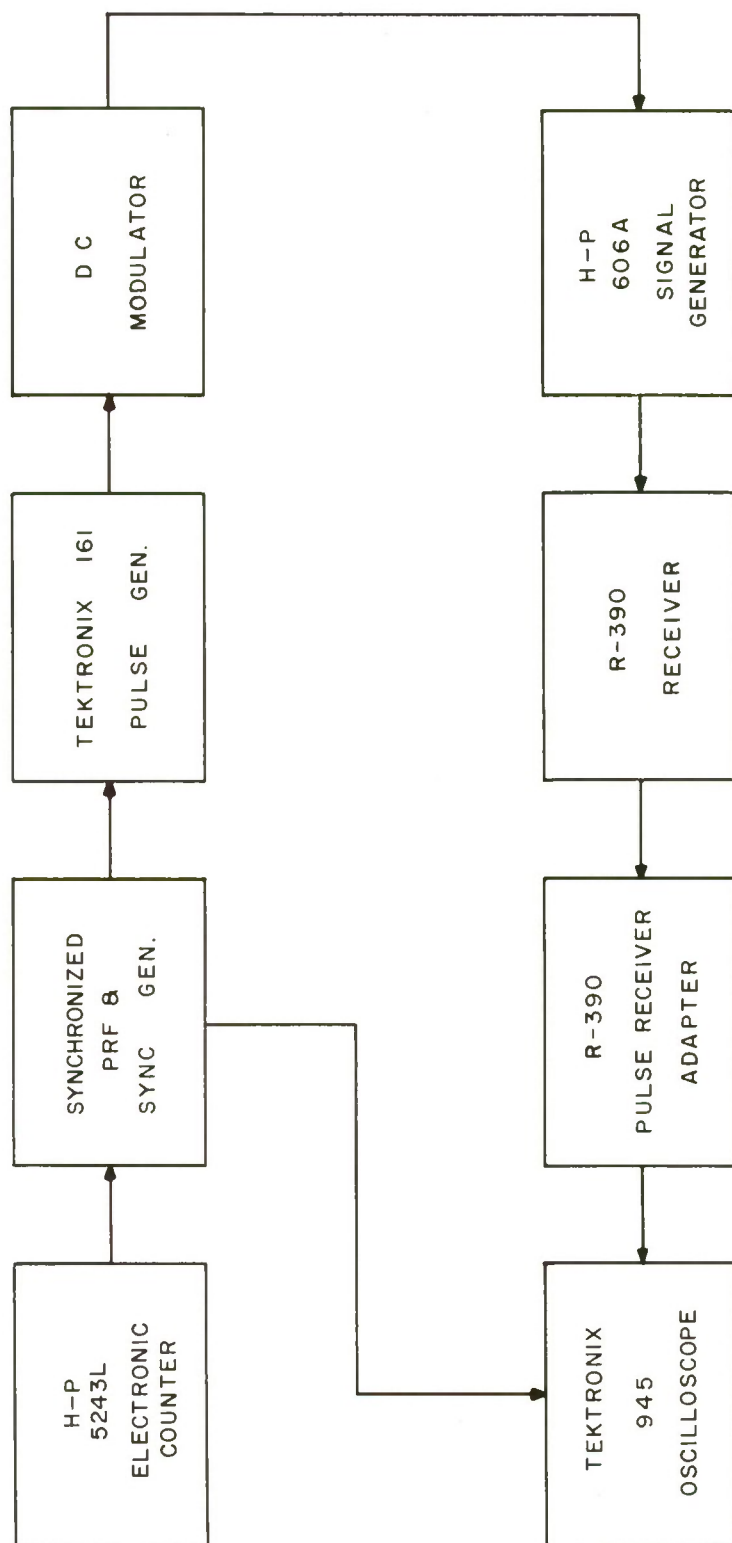 H-P
5243L
ELECTRONIC
COUNTER
SYNCHRONIZED
PRF &
SYNC GEN.
TEKTRONIX 161
PULSE GEN.
DC
MODULATOR
TEKTRONIX
945
OSCILLOSCOPE
R-390
PULSE RECEIVER
ADAPTER
R-390
RECEIVER
H-P
606A
SIGNAL
GENERATOR